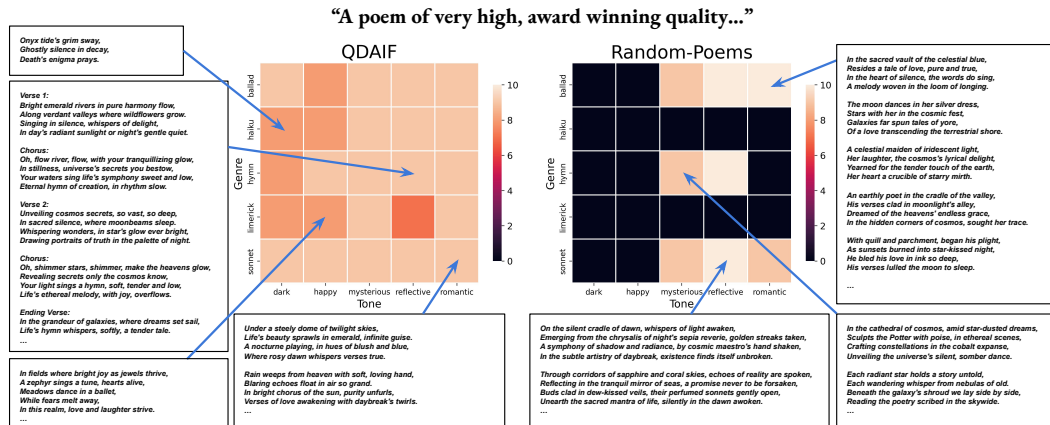 “A poem of very high, award winning quality...”
Onyx tide's grim sway,
Ghostly silence in decay,
Death's enigma prays.
Verse 1:
Bright emerald rivers in pure harmony flow,
Along verdant valleys where wildflowers grow.
Singing in silence, whispers of delight,
In day's radiant sunlight or night's gentle quiet.
Chorus:
Oh, flow river, flow, with your tranquilizing glow,
In stillness, universe's secrets you bestow,
Your waters sing life's symphony sweet and low,
Eternal hymn of creation, in rhythm slow.
Verse 2:
Unveiling cosmos secrets, so vast, so deep,
In sacred silence, where moonbeams sleep.
Whispering wonders, in star's glow ever bright,
Drawing portraits of truth in the palette of night.
Chorus:
Oh, shimmer stars, shimmer, make the heavens glow,
Revealing secrets only the cosmos know,
Your light sings a hymn, soft, tender and low,
Life's ethereal melody, with joy, overflows.
Ending Verse:
In the grandeur of galaxies, where dreams set sail,
Life's hymn whispers, softly, a tender tale.
...
In fields where bright joy as jewels thrive,
A zephyr sings a tune, hearts alive,
Meadows dance in a ballet,
While fears melt away,
In this realm, love and laughter strive.
...
QDAIF
Genre
ballad
haiku
hymn
limerick
sonnet
dark happy mysterious reflective romantic
Tone
10
8
6
4
2
0
Under a steely dome of twilight skies,
Life's beauty sprawls in emerald, infinite guise.
A nocturne playing, in hues of blush and blue,
Where rosy dawn whispers verses true.
Rain weeps from heaven with soft, loving hand,
Blaring echoes float in air so grand.
In bright chorus of the sun, purity unfurls,
Verses of love awakening with daybreak's twirls.
...
Random-Poems
Genre
ballad
haiku
hymn
limerick
sonnet
dark happy mysterious reflective romantic
Tone
10
8
6
4
2
0
On the silent cradle of dawn, whispers of light awaken,
Emerging from the chrysalis of night's sepia reverie, golden streaks taken,
A symphony of shadow and radiance, by cosmic maestro's hand shaken,
In the subtle artistry of daybreak, existence finds itself unbroken.
Through corridors of sapphire and coral skies, echoes of reality are spoken,
Reflecting in the tranquil mirror of seas, a promise never to be forsaken,
Buds clad in dew-kissed veils, their perfumed sonnets gently open,
Unearth the sacred mantra of life, silently in the dawn awoken.
...
In the sacred vault of the celestial blue,
Resides a tale of love, pure and true,
In the heart of silence, the words do sing,
A melody woven in the loom of longing.
The moon dances in her silver dress,
Stars with her in the cosmic fest,
Galaxies far spun tales of yore,
Of a love transcending the terrestrial shore.
A celestial maiden of iridescent light,
Her laughter, the cosmos's lyrical delight,
Yearned for the tender touch of the earth,
Her heart a crucible of starry mirth.
An earthly poet in the cradle of the valley,
His verses clad in moonlight's alley,
Dreamed of the heavens' endless grace,
In the hidden corners of cosmos, sought her trace.
With quill and parchment, began his plight,
As sunsets burned into star-kissed night,
He bled his love in ink so deep,
His verses lulled the moon to sleep.
...
In the cathedral of cosmos, amid star-dusted dreams,
Sculpts the Potter with poise, in ethereal scenes,
Crafting constellations in the cobalt expanse,
Unveiling the universe's silent, somber dance.
Each radiant star holds a story untold,
Each wandering whisper from nebulas of old.
Beneath the galaxy's shroud we lay side by side,
Reading the poetry scribed in the skywide.
...